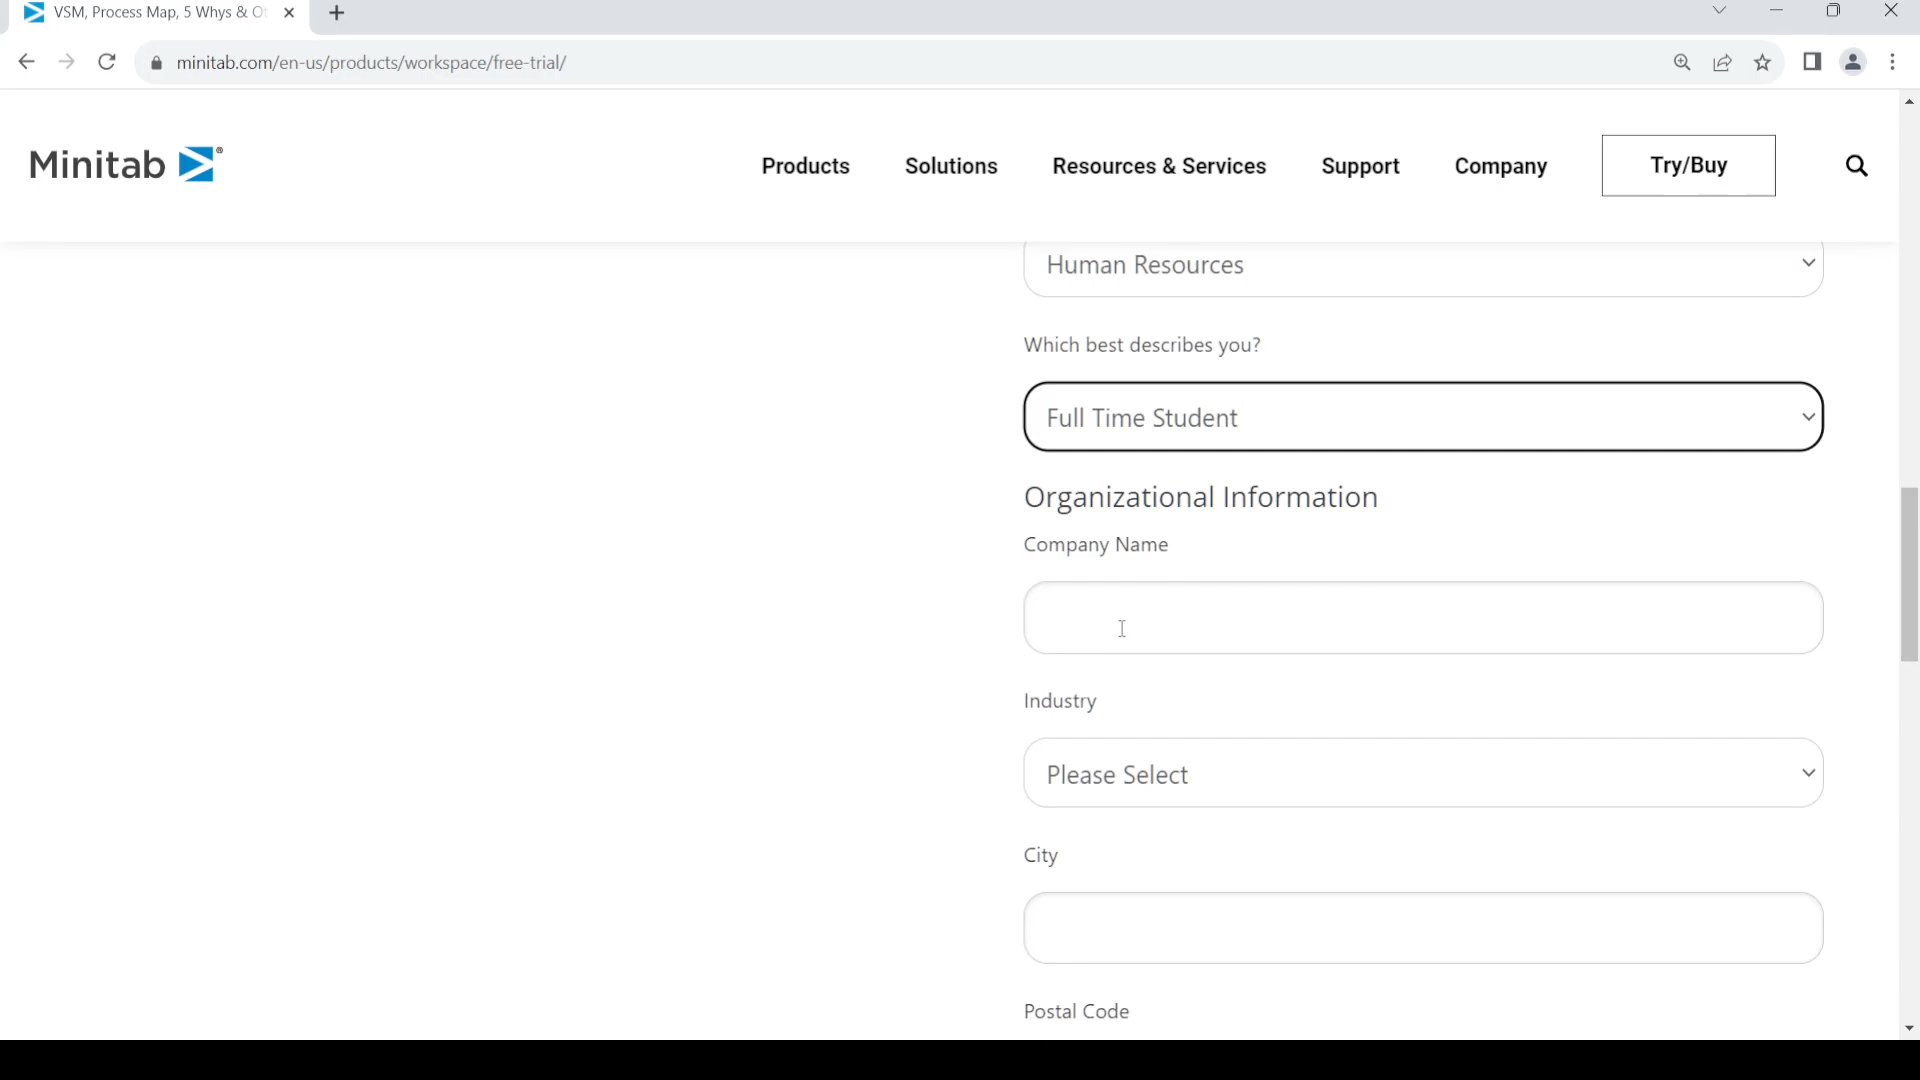 VSM, Process Map, 5 Whys & Ot
minitab.com/en-us/products/workspace/free-trial/
Minitab
Products
Solutions
Resources & Services
Support
Company
Try/Buy
Human Resources
Which best describes you?
Full Time Student
Organizational Information
Company Name
Industry
Please Select
City
Postal Code